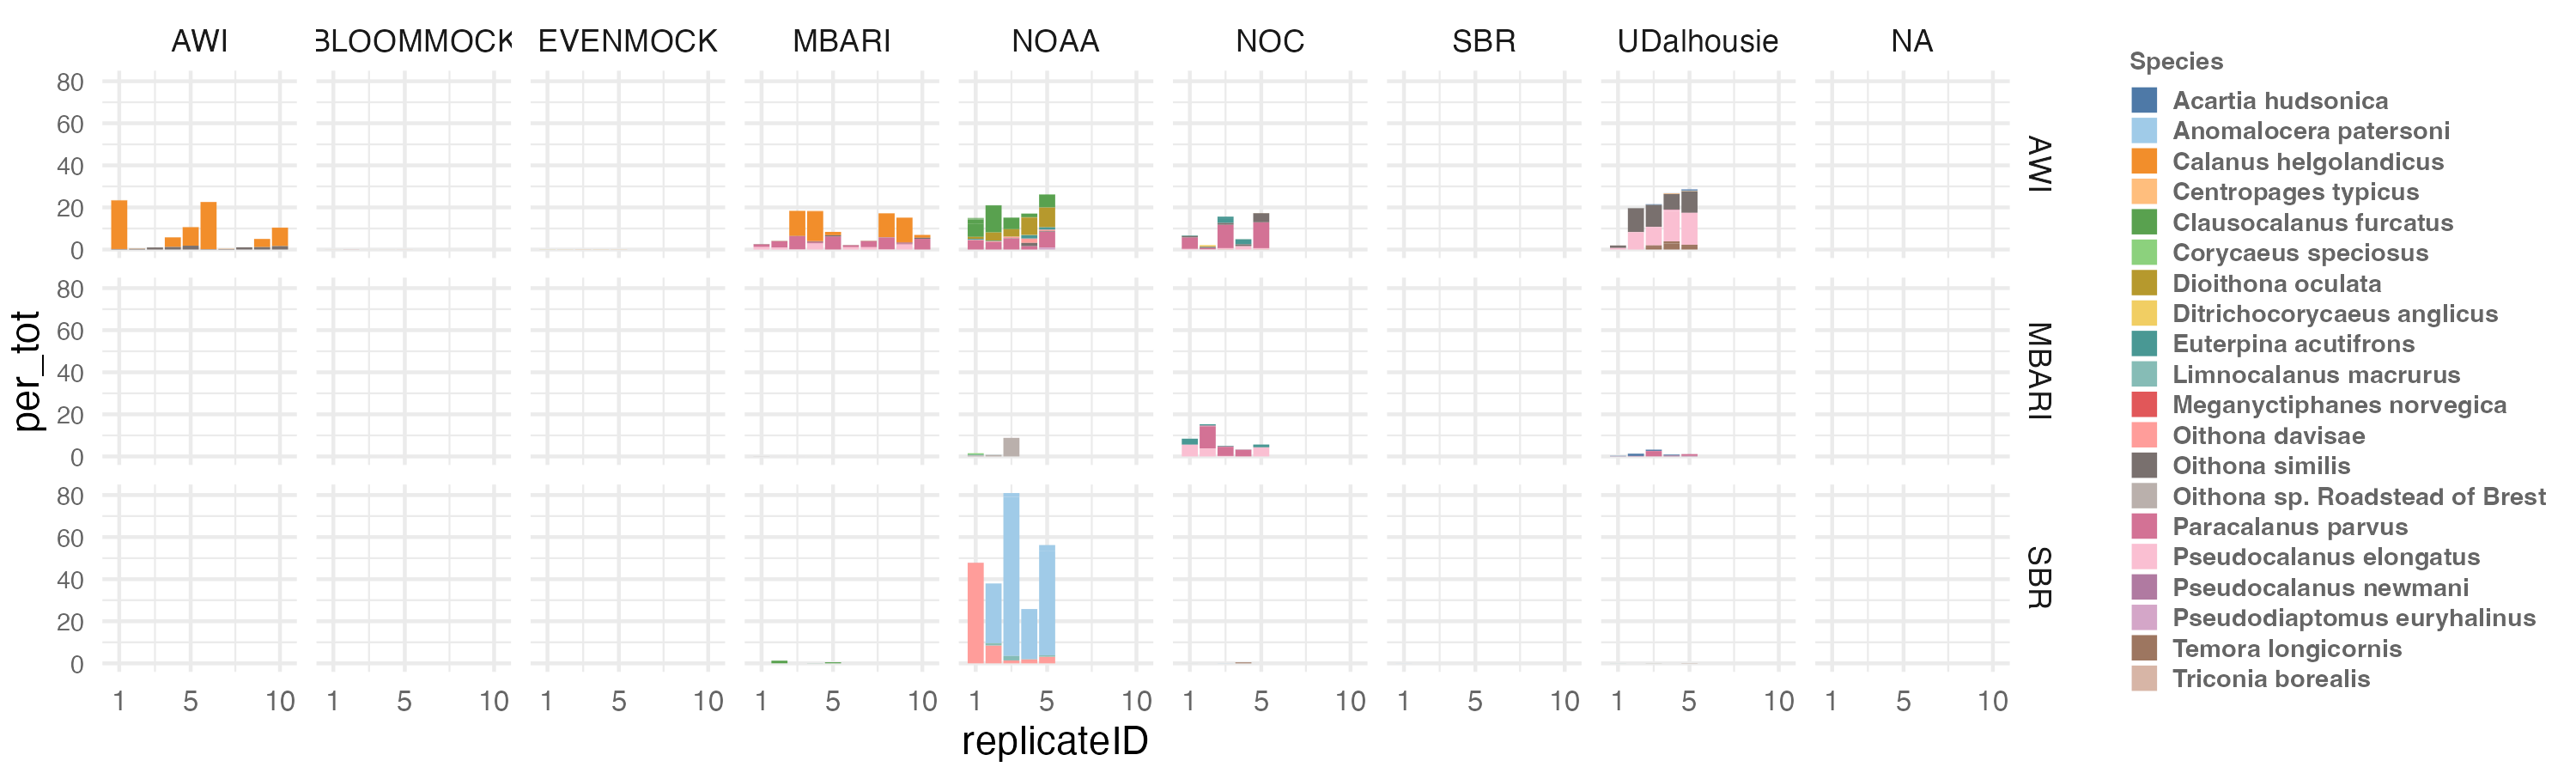 AWI BLOOMMOCK EVENMOCK MBARI NOAA NOC SBR UDalhousie NA
80
60
40
20
0
AWI
80
60
40
20
0
MBARI
80
60
40
20
0
SBR
per_tot
1 5 10 1 5 10 1 5 10 1 5 10 1 5 10 1 5 10 1 5 10 1 5 10 1 5 10
replicateID
Species
Acartia hudsonica
Anomalocera patersoni
Calanus helgolandicus
Centropages typicus
Clausocalanus furcatus
Corycaeus speciosus
Dioithona oculata
Ditrichocorycaeus anglicus
Euterpina acutifrons
Limnocalanus macrurus
Meganyctiphanes norvegica
Oithona davisae
Oithona similis
Oithona sp. Roadstead of Brest
Paracalanus parvus
Pseudocalanus elongatus
Pseudocalanus newmani
Pseudodiaptomus euryhalinus
Temora longicornis
Triconia borealis